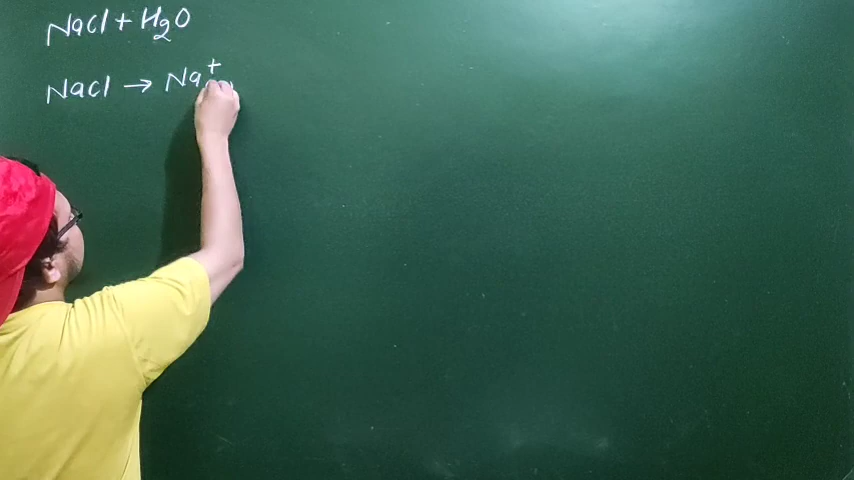 NaCl + H2O
NaCl → Na+